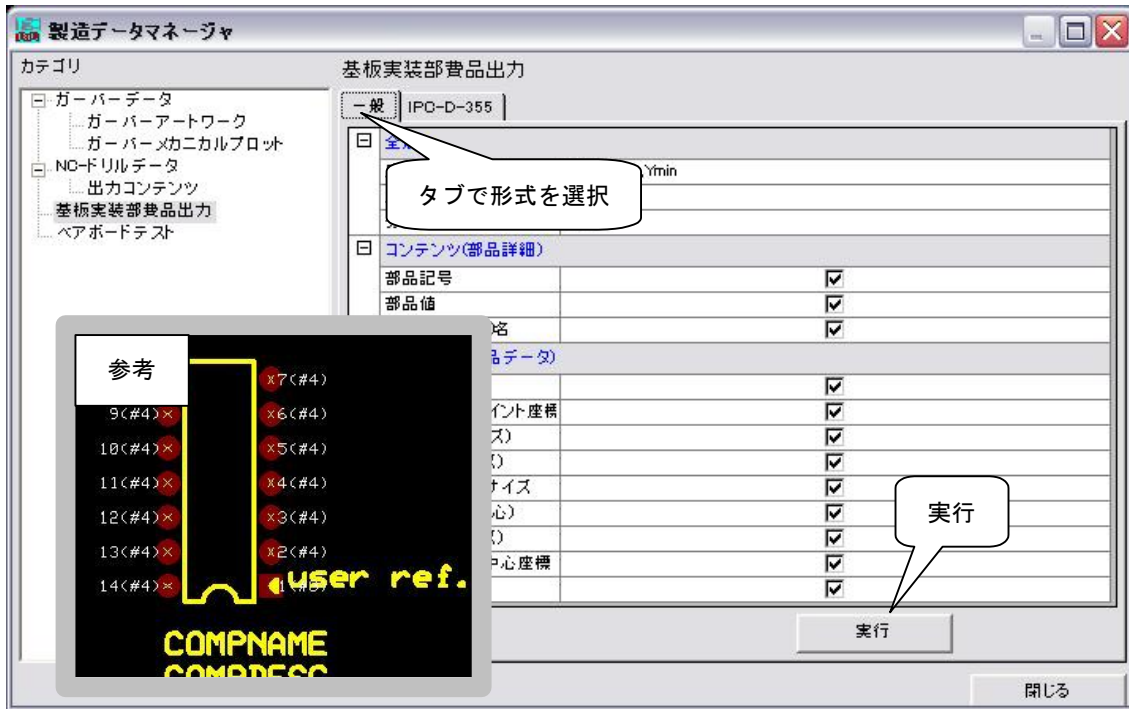 製造データマネージャ
カテゴリ
ガーバーデータ
ガーバーアートワーク
ガーバーメカニカルプロット
NCドリルデータ
出力コンテンツ
基板実装部費品出力
ベアボードテスト
基板実装部費品出力
一般
IPC-D-355
Ymin
タブで形式を選択
コンテンツ(部品詳細)
部品記号
部品値
名
品データ)
イント座標
ズ)
サイズ
心)
中心座標
参考
7(#4)
9(#4)
6(#4)
10(#4)
5(#4)
11(#4)
4(#4)
12(#4)
3(#4)
13(#4)
2(#4)
14(#4)
user ref.
COMPNAME
COMPDESC
実行
実行
閉じる